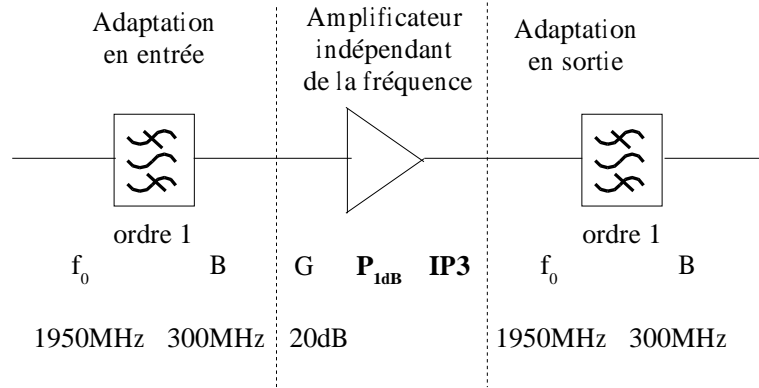 Adaptation
en entrée
Amplificateur
indépendant
de la fréquence
Adaptation
en sortie
ordre 1
ordre 1
f0 B G P1dB IP3 f0 B
1950MHz 300MHz 20dB 1950MHz 300MHz